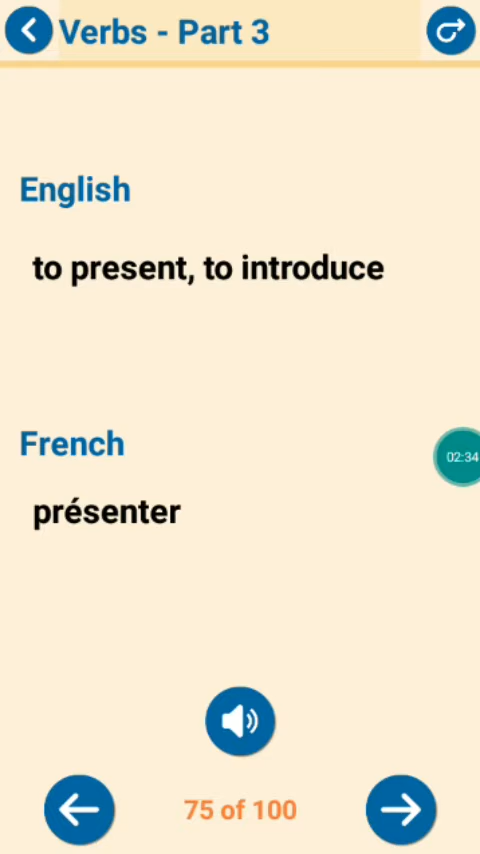 Verbs - Part 3
English
to present, to introduce
French
02:34
présenter
75 of 100